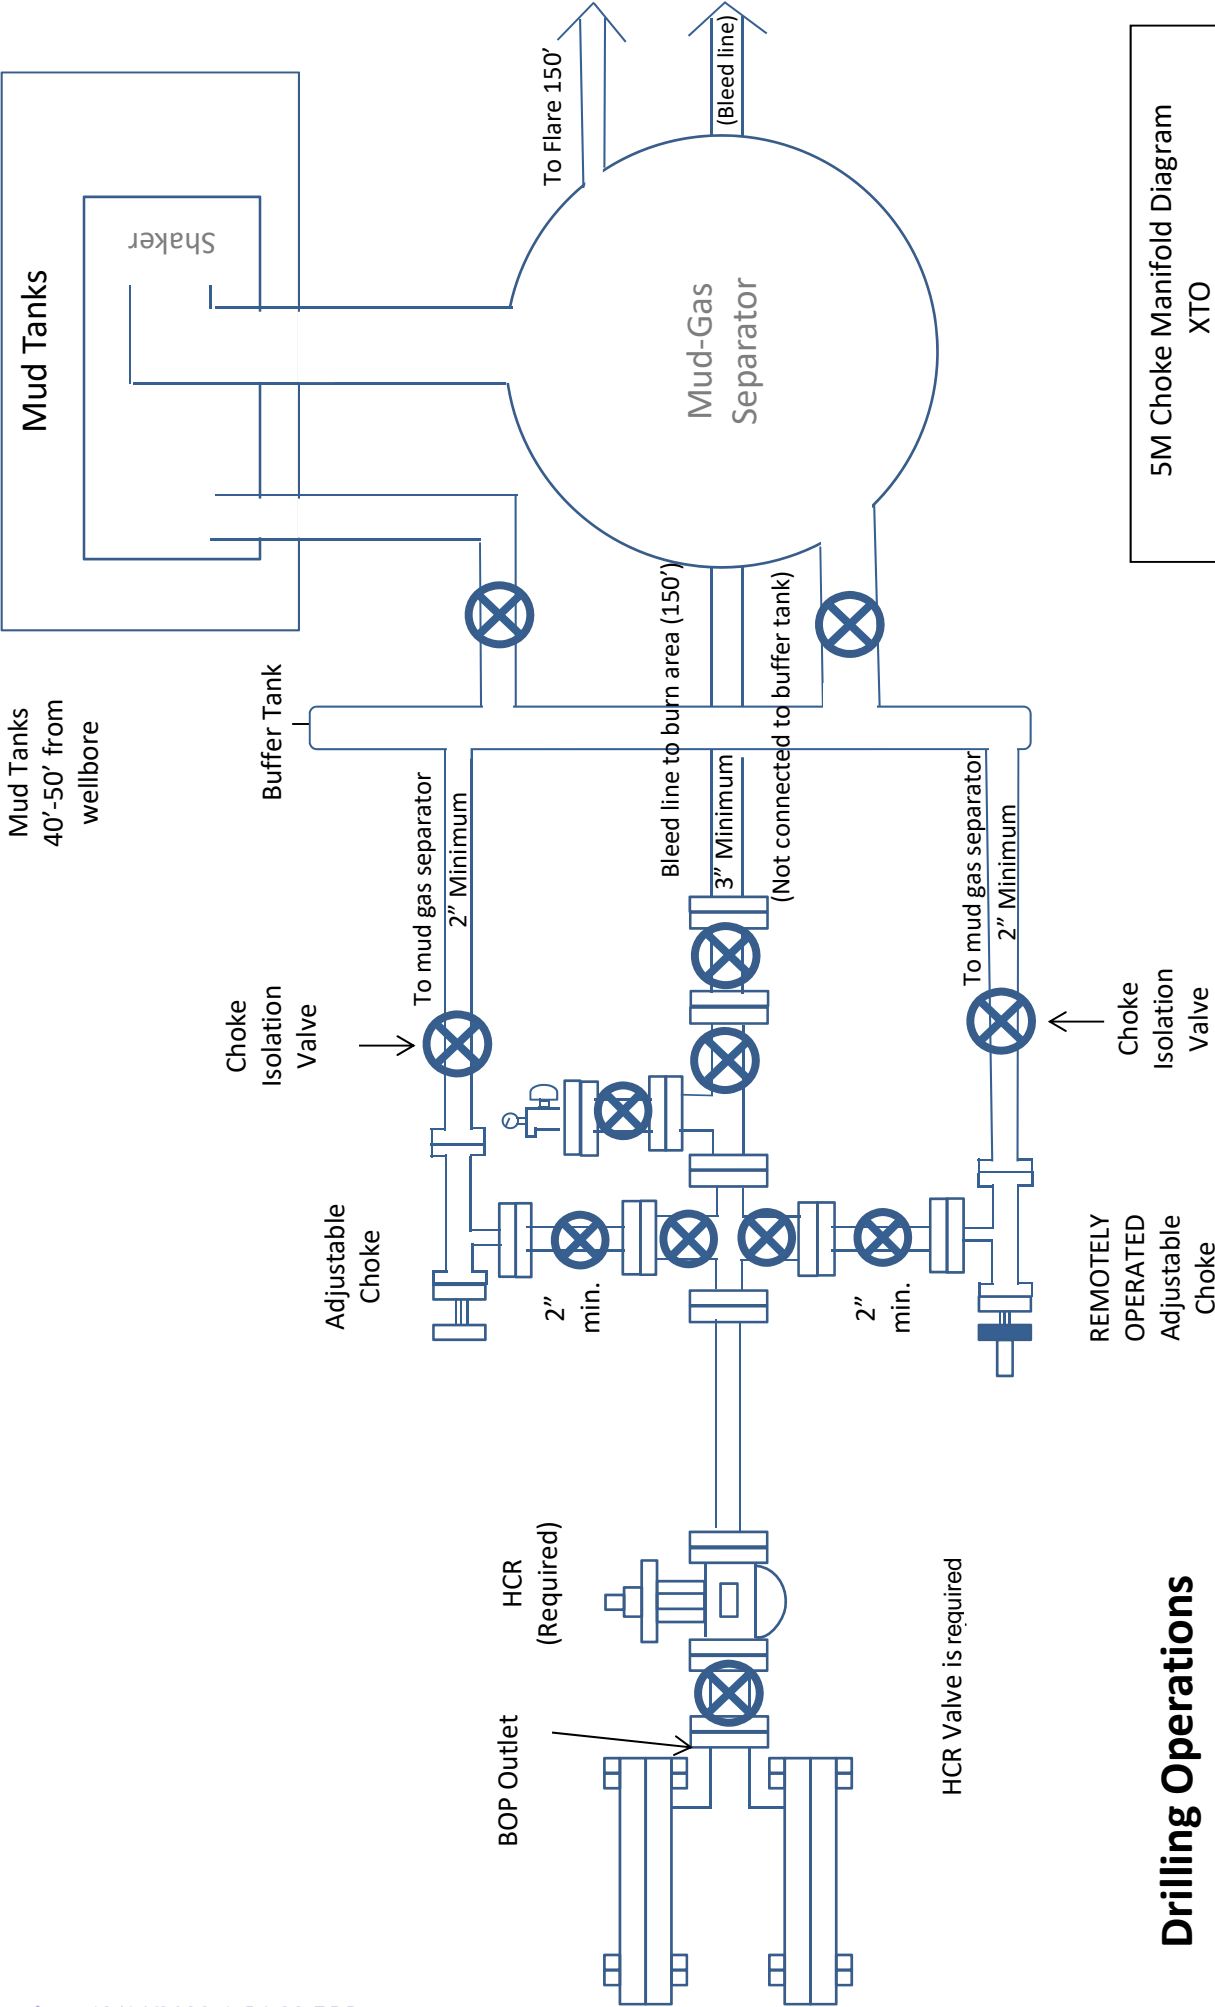 Mud Tanks
40’-50’ from
wellbore
Mud Tanks
Shaker
Buffer Tank
Choke
Isolation
Valve
Adjustable
Choke
To mud gas separator
2” Minimum
To Flare 150’
(Bleed line)
Mud-Gas
Separator
Bleed line to burn area (150’)
3” Minimum
(Not connected to buffer tank)
HCR
(Required)
BOP Outlet
2”
min.
2”
min.
To mud gas separator
2” Minimum
HCR Valve is required
REMOTELY
OPERATED
Adjustable
Choke
Choke
Isolation
Valve
Drilling Operations
5M Choke Manifold Diagram
XTO